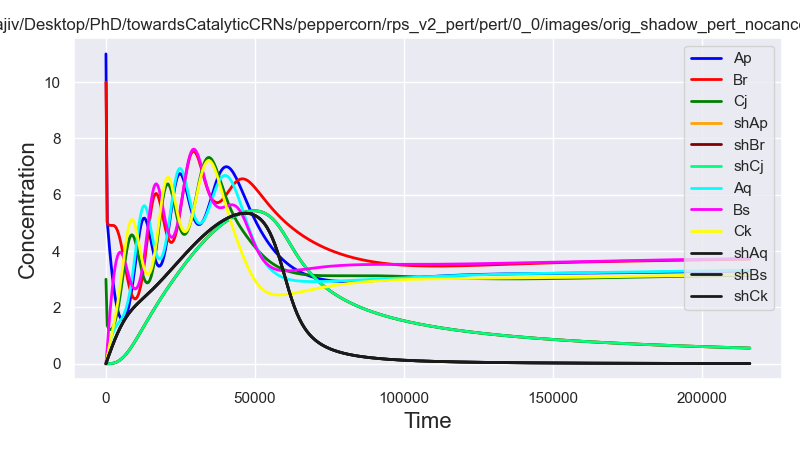 ajiv/Desktop/PhD/towardsCatalyticCRNs/peppercorn/rps_v2_pert/pert/0_0/images/orig_shadow_pert_nocance
Concentration
10
8
6
4
2
0
0
50000
100000
150000
200000
Time
Ap
Br
Cj
shAp
shBr
shCj
Aq
Bs
Ck
shAq
shBs
shCk